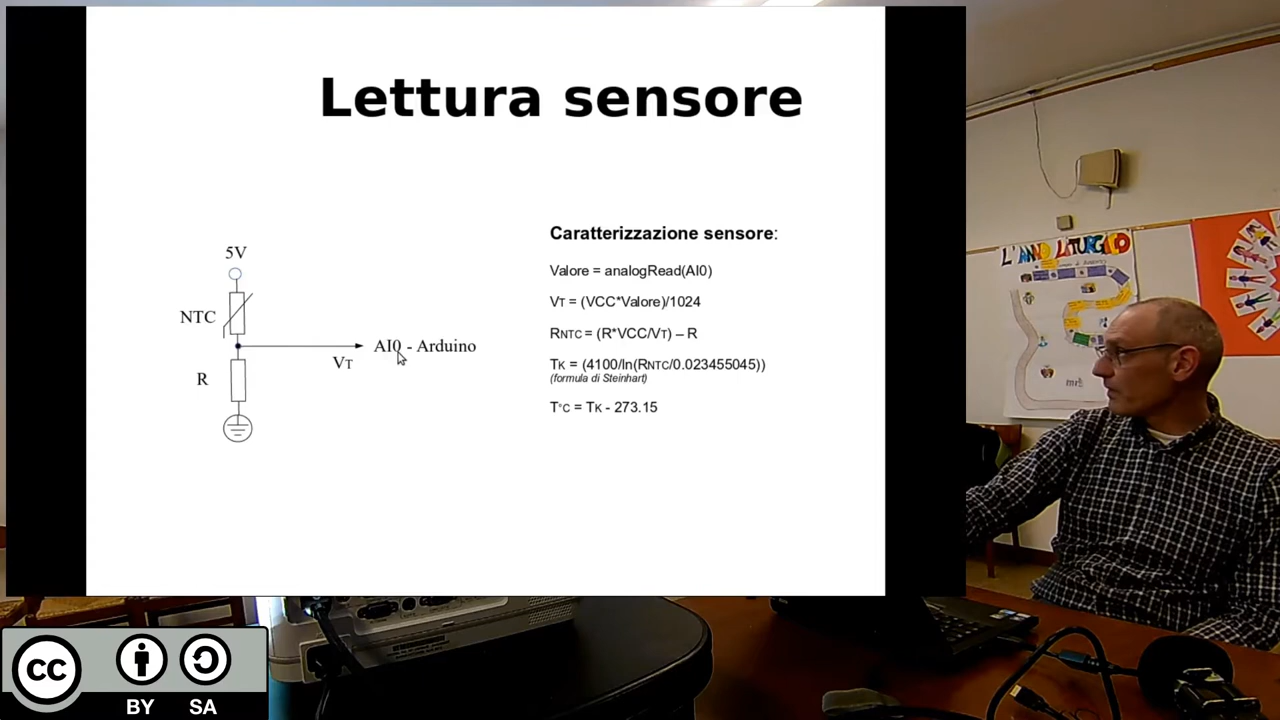 Lettura sensore
5V
NTC
R
VT
AI0 - Arduino
Caratterizzazione sensore:
Valore = analogRead(AI0)
VT = (VCC*Valore)/1024
RNTC = (R*VCC/VT) – R
TK = (4100/ln(RNTC/0.023455045))
(formula di Steinhart)
T°C = TK - 273.15
L'ANNO LITURGICO
cc
BY SA